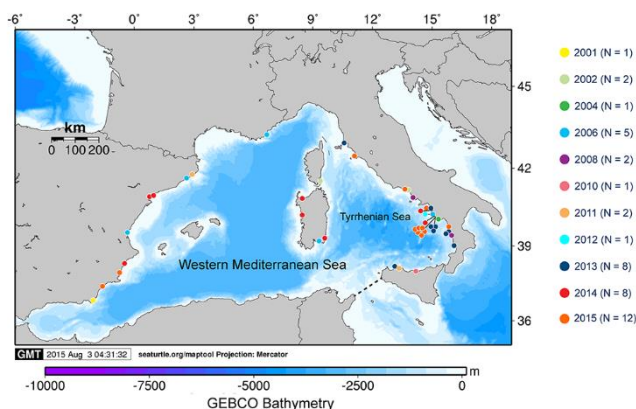 -6° -3° 0° 3° 6° 9° 12° 15° 18°
45
42
39
36
km
0 100 200
Tyrrhenian Sea
Western Mediterranean Sea
GMT 2015 Aug 3 04:31:32 seaturtle.org/maptool Projection: Mercator
m
-10000 -7500 -5000 -2500 0
GEBCO Bathymetry
2001 (N = 1)
2002 (N = 2)
2004 (N = 1)
2006 (N = 5)
2008 (N = 2)
2010 (N = 1)
2011 (N = 2)
2012 (N = 1)
2013 (N = 8)
2014 (N = 8)
2015 (N = 12)